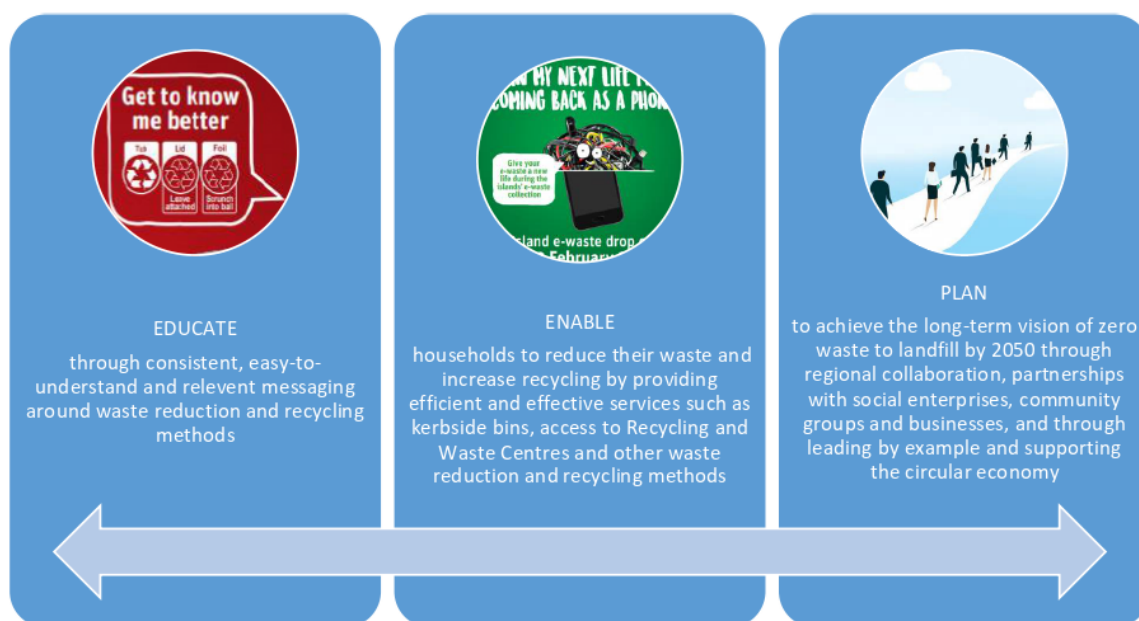 Get to know
me better
Tub
Lid
Foil
Leave
attached
Scrunch
into ball
EDUCATE
through consistent, easy-to-
understand and relevent messaging
around waste reduction and recycling
methods
MY NEXT LIFE
COMING BACK AS A PHON
Give your
e-waste a new
life during the
islands' e-waste
collection
sland e-waste drop
February
ENABLE
households to reduce their waste and
increase recycling by providing
efficient and effective services such as
kerbside bins, access to Recycling and
Waste Centres and other waste
reduction and recycling methods
PLAN
to achieve the long-term vision of zero
waste to landfill by 2050 through
regional collaboration, partnerships
with social enterprises, community
groups and businesses, and through
leading by example and supporting
the circular economy